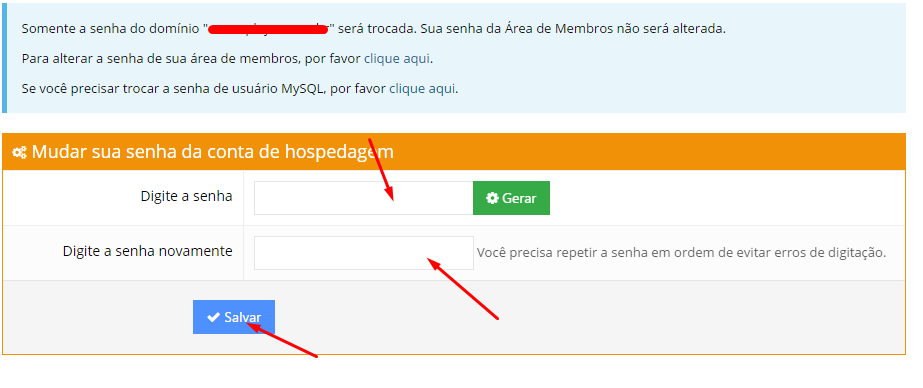 Somente a senha do domínio "" será trocada. Sua senha da Área de Membros não será alterada.
Para alterar a senha de sua área de membros, por favor clique aqui.
Se você precisar trocar a senha de usuário MySQL, por favor clique aqui.
Mudar sua senha da conta de hospedagem
Digite a senha
Gerar
Digite a senha novamente
Você precisa repetir a senha em ordem de evitar erros de digitação.
Salvar